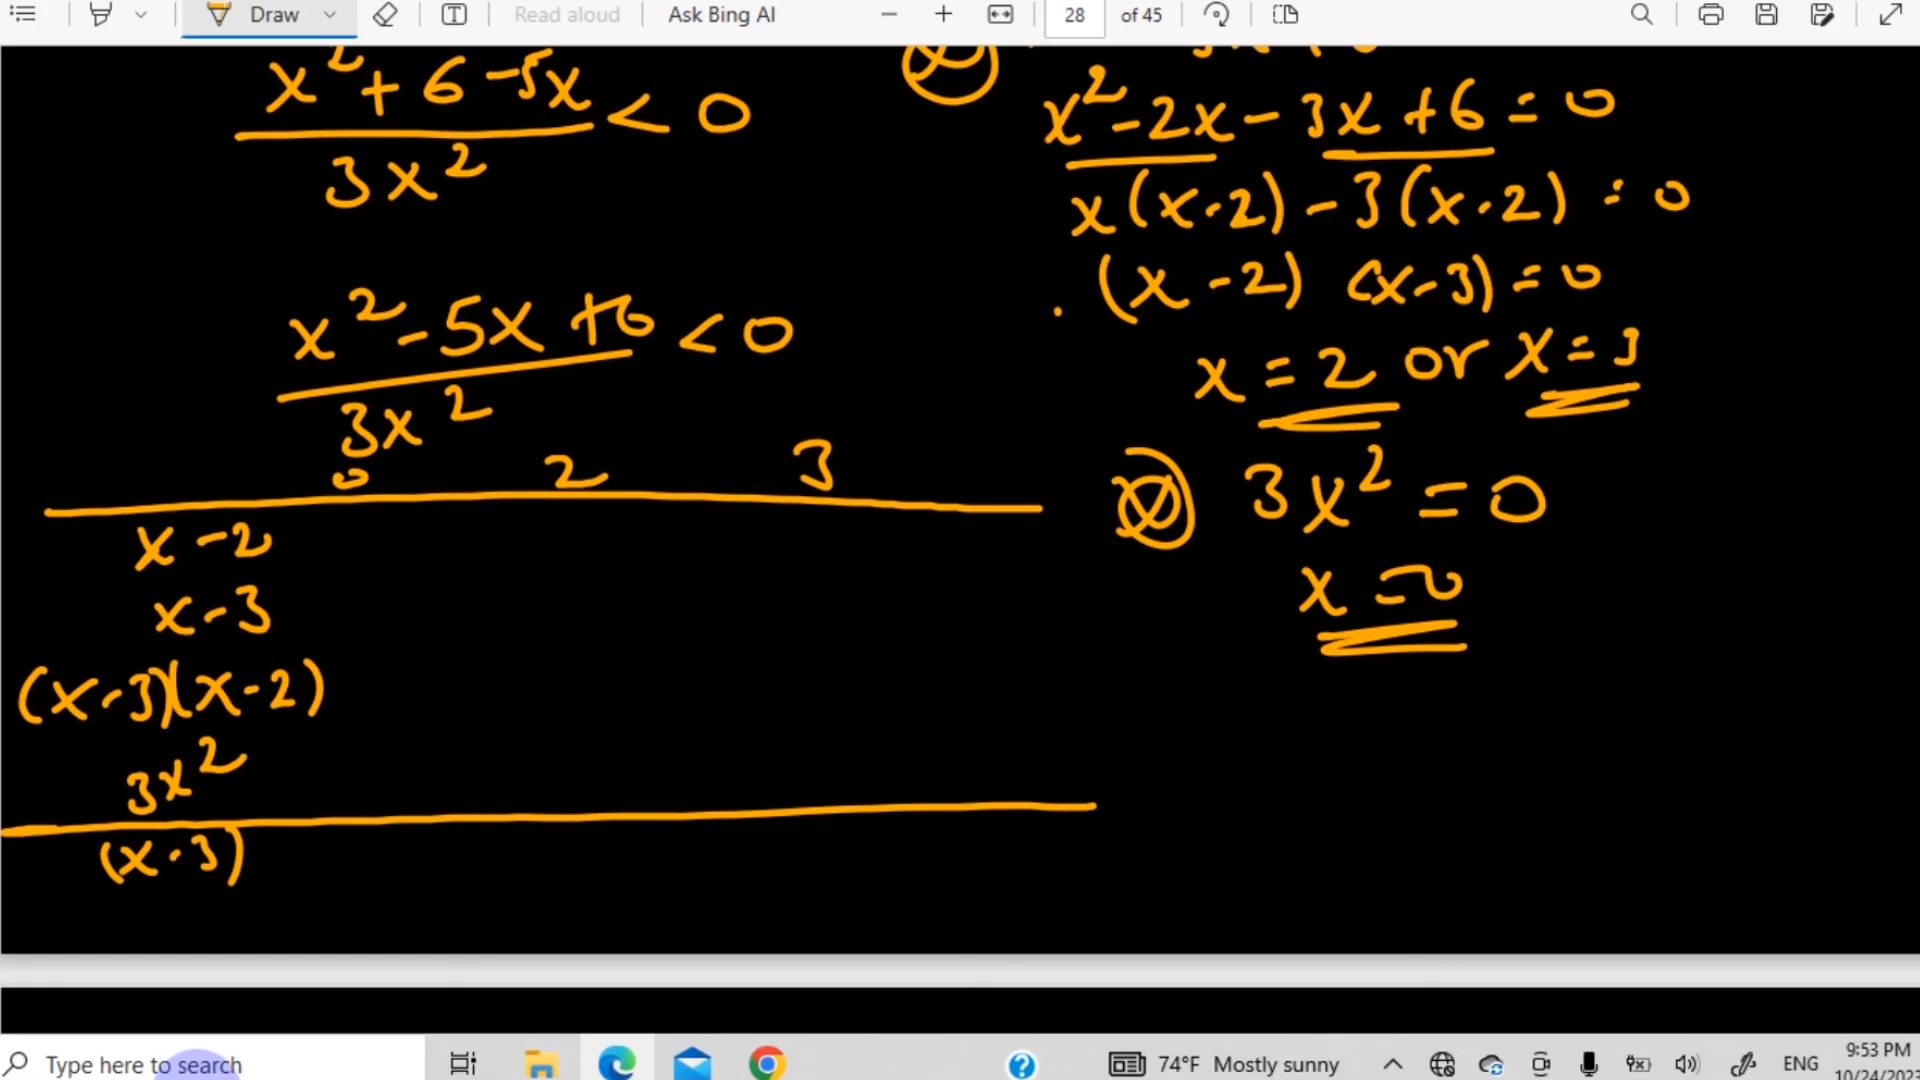 Draw
Read aloud
Ask Bing AI
28 of 45
x² + 6 - 5x < 0
3x²
x² - 5x + 6 < 0
3x²
0 2 3
x - 2
x - 3
(x - 3)(x - 2)
3x²
(x - 3)
x² - 2x - 3x + 6 = 0
x(x - 2) - 3(x - 2) = 0
(x - 2) (x - 3) = 0
x = 2 or x = 3
3x² = 0
x = 0
Type here to search
74°F Mostly sunny
ENG
9:53 PM